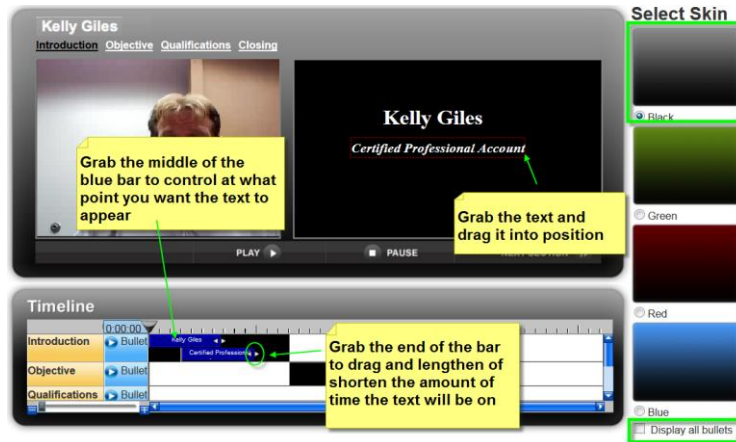 Kelly Giles
Introduction Objective Qualifications Closing
Kelly Giles
Certified Professional Account
Grab the middle of the
blue bar to control at what
point you want the text to
appear
Grab the text and
drag it into position
PLAY
PAUSE
Timeline
0:00:00
Introduction
Bullet
Kelly Giles
Certified Professiona
Objective
Bullet
Qualifications
Bullet
Grab the end of the bar
to drag and lengthen of
shorten the amount of
time the text will be on
Select Skin
Black
Green
Red
Blue
Display all bullets